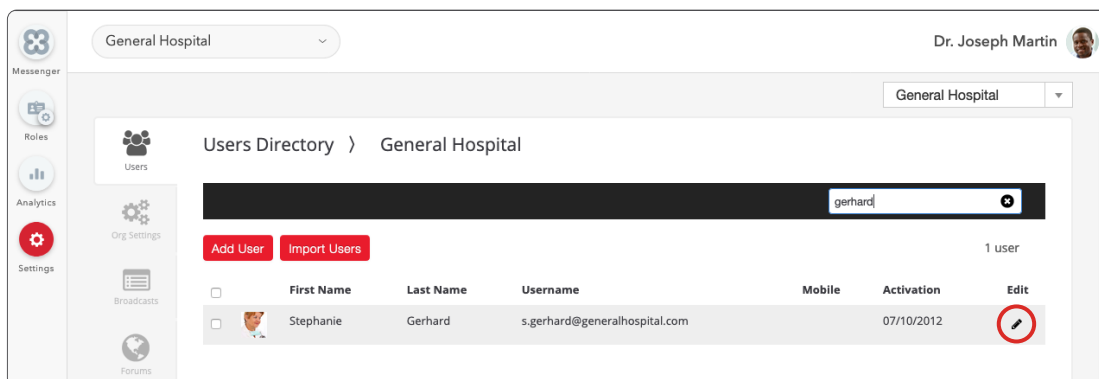 General Hospital
Dr. Joseph Martin
Messenger
General Hospital
Roles
Users Directory 〉 General Hospital
Users
gerhard
Analytics
Org Settings
Add User
Import Users
1 user
Settings
First Name Last Name Username Mobile Activation Edit
Broadcasts
Stephanie Gerhard s.gerhard@generalhospital.com 07/10/2012
Forums